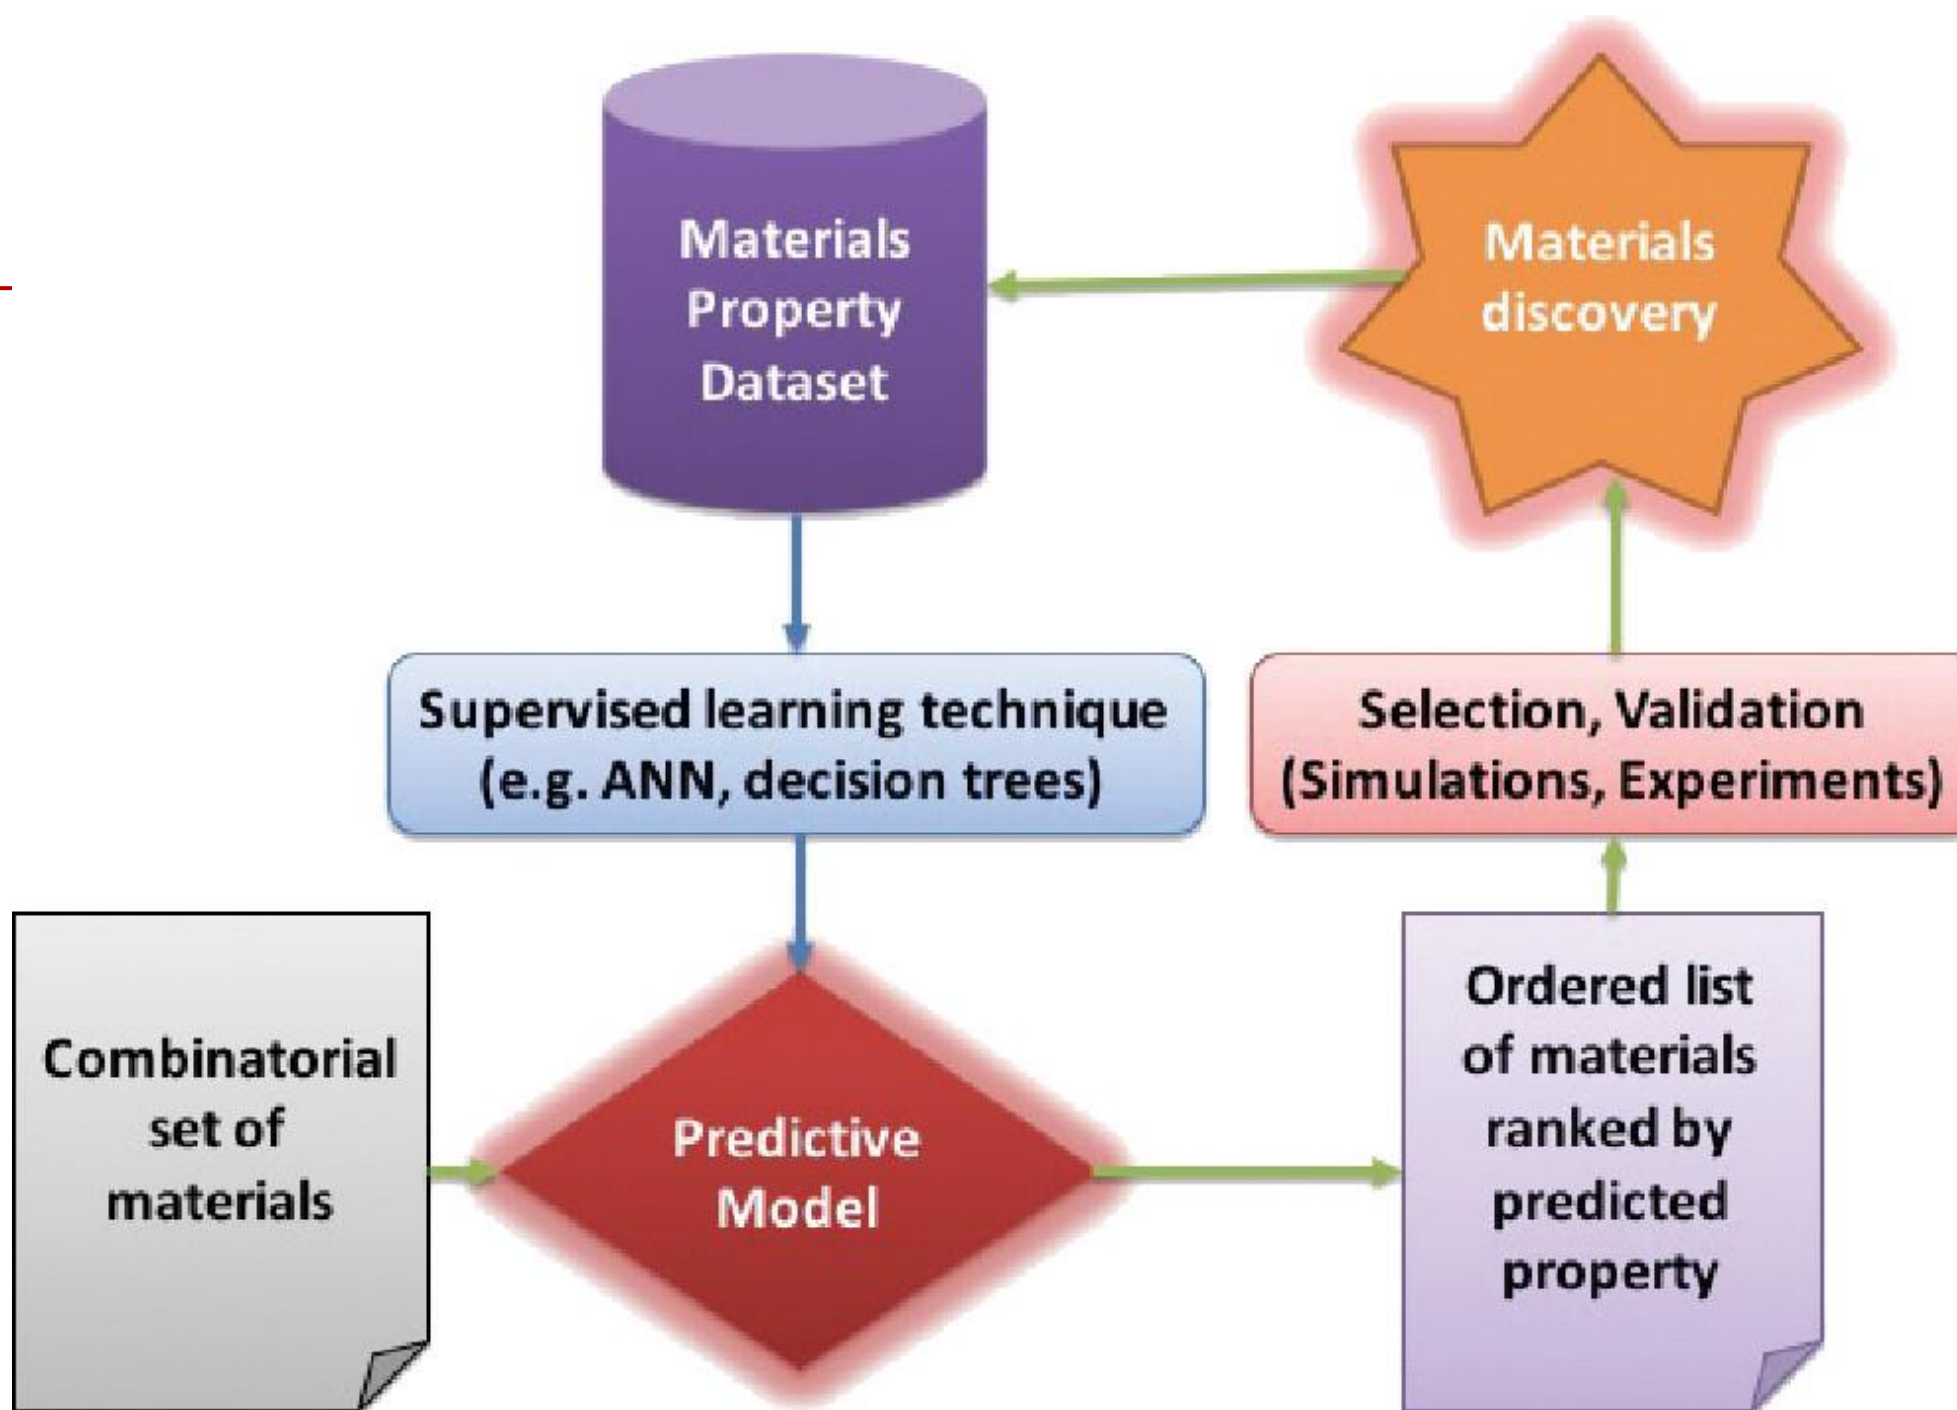 Materials
Property
Dataset
Materials
discovery
Supervised learning technique
(e.g. ANN, decision trees)
Selection, Validation
(Simulations, Experiments)
Combinatorial
set of
materials
Predictive
Model
Ordered list
of materials
ranked by
predicted
property